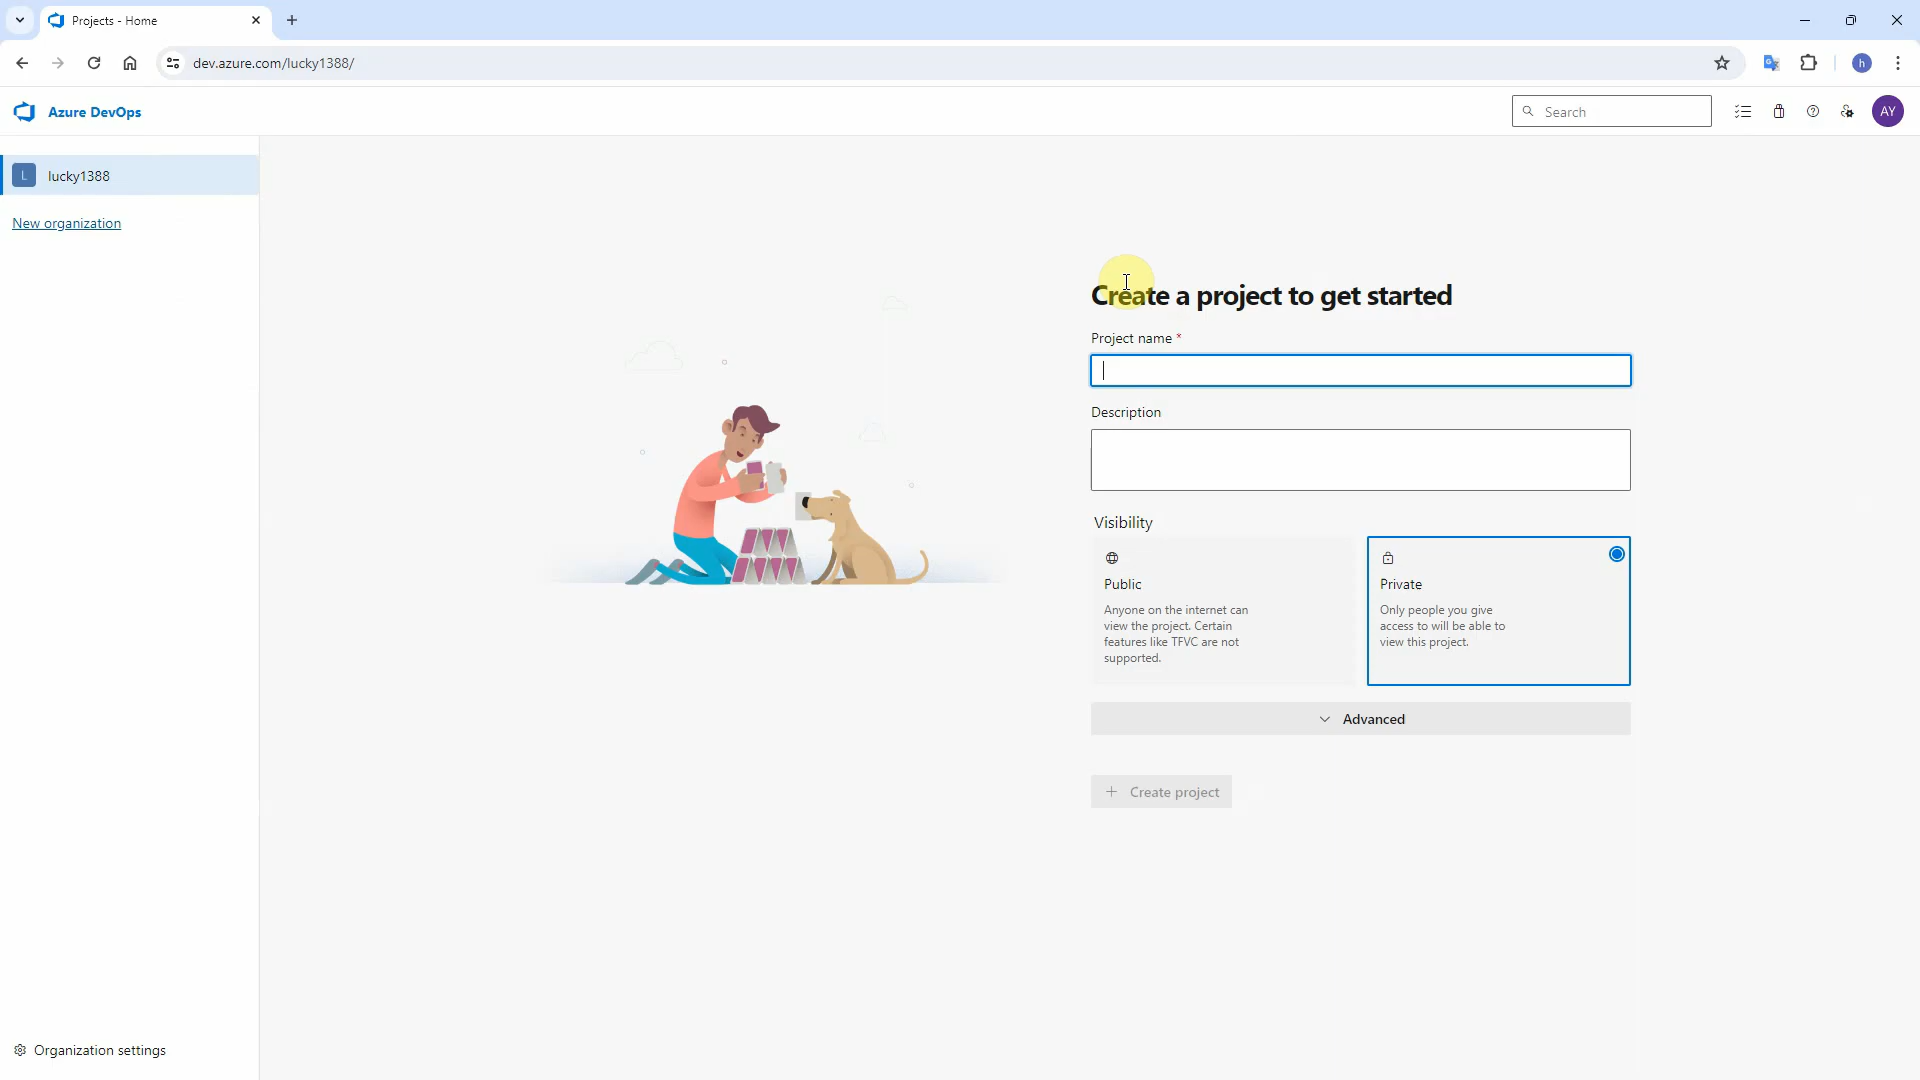 Projects - Home
dev.azure.com/lucky1388/
h
Azure DevOps
Search
AY
L
lucky1388
New organization
Create a project to get started
Project name *
Description
Visibility
Public
Anyone on the internet can
view the project. Certain
features like TFVC are not
supported.
Private
Only people you give
access to will be able to
view this project.
Advanced
Create project
Organization settings